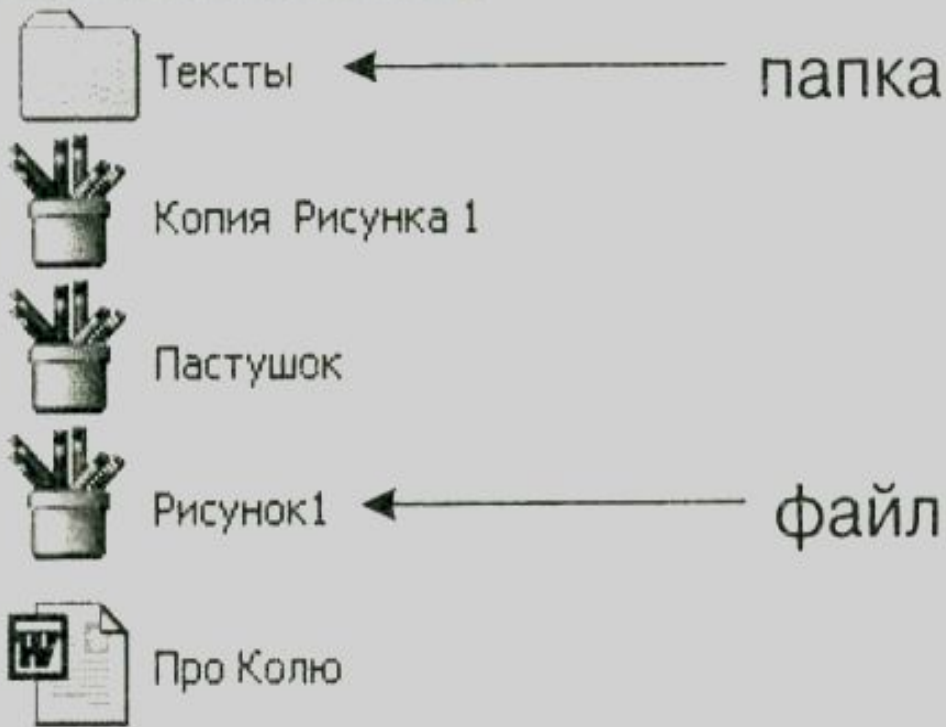 Тексты папка
Копия Рисунка 1
Пастушок
Рисунок1 файл
W
Про Колю